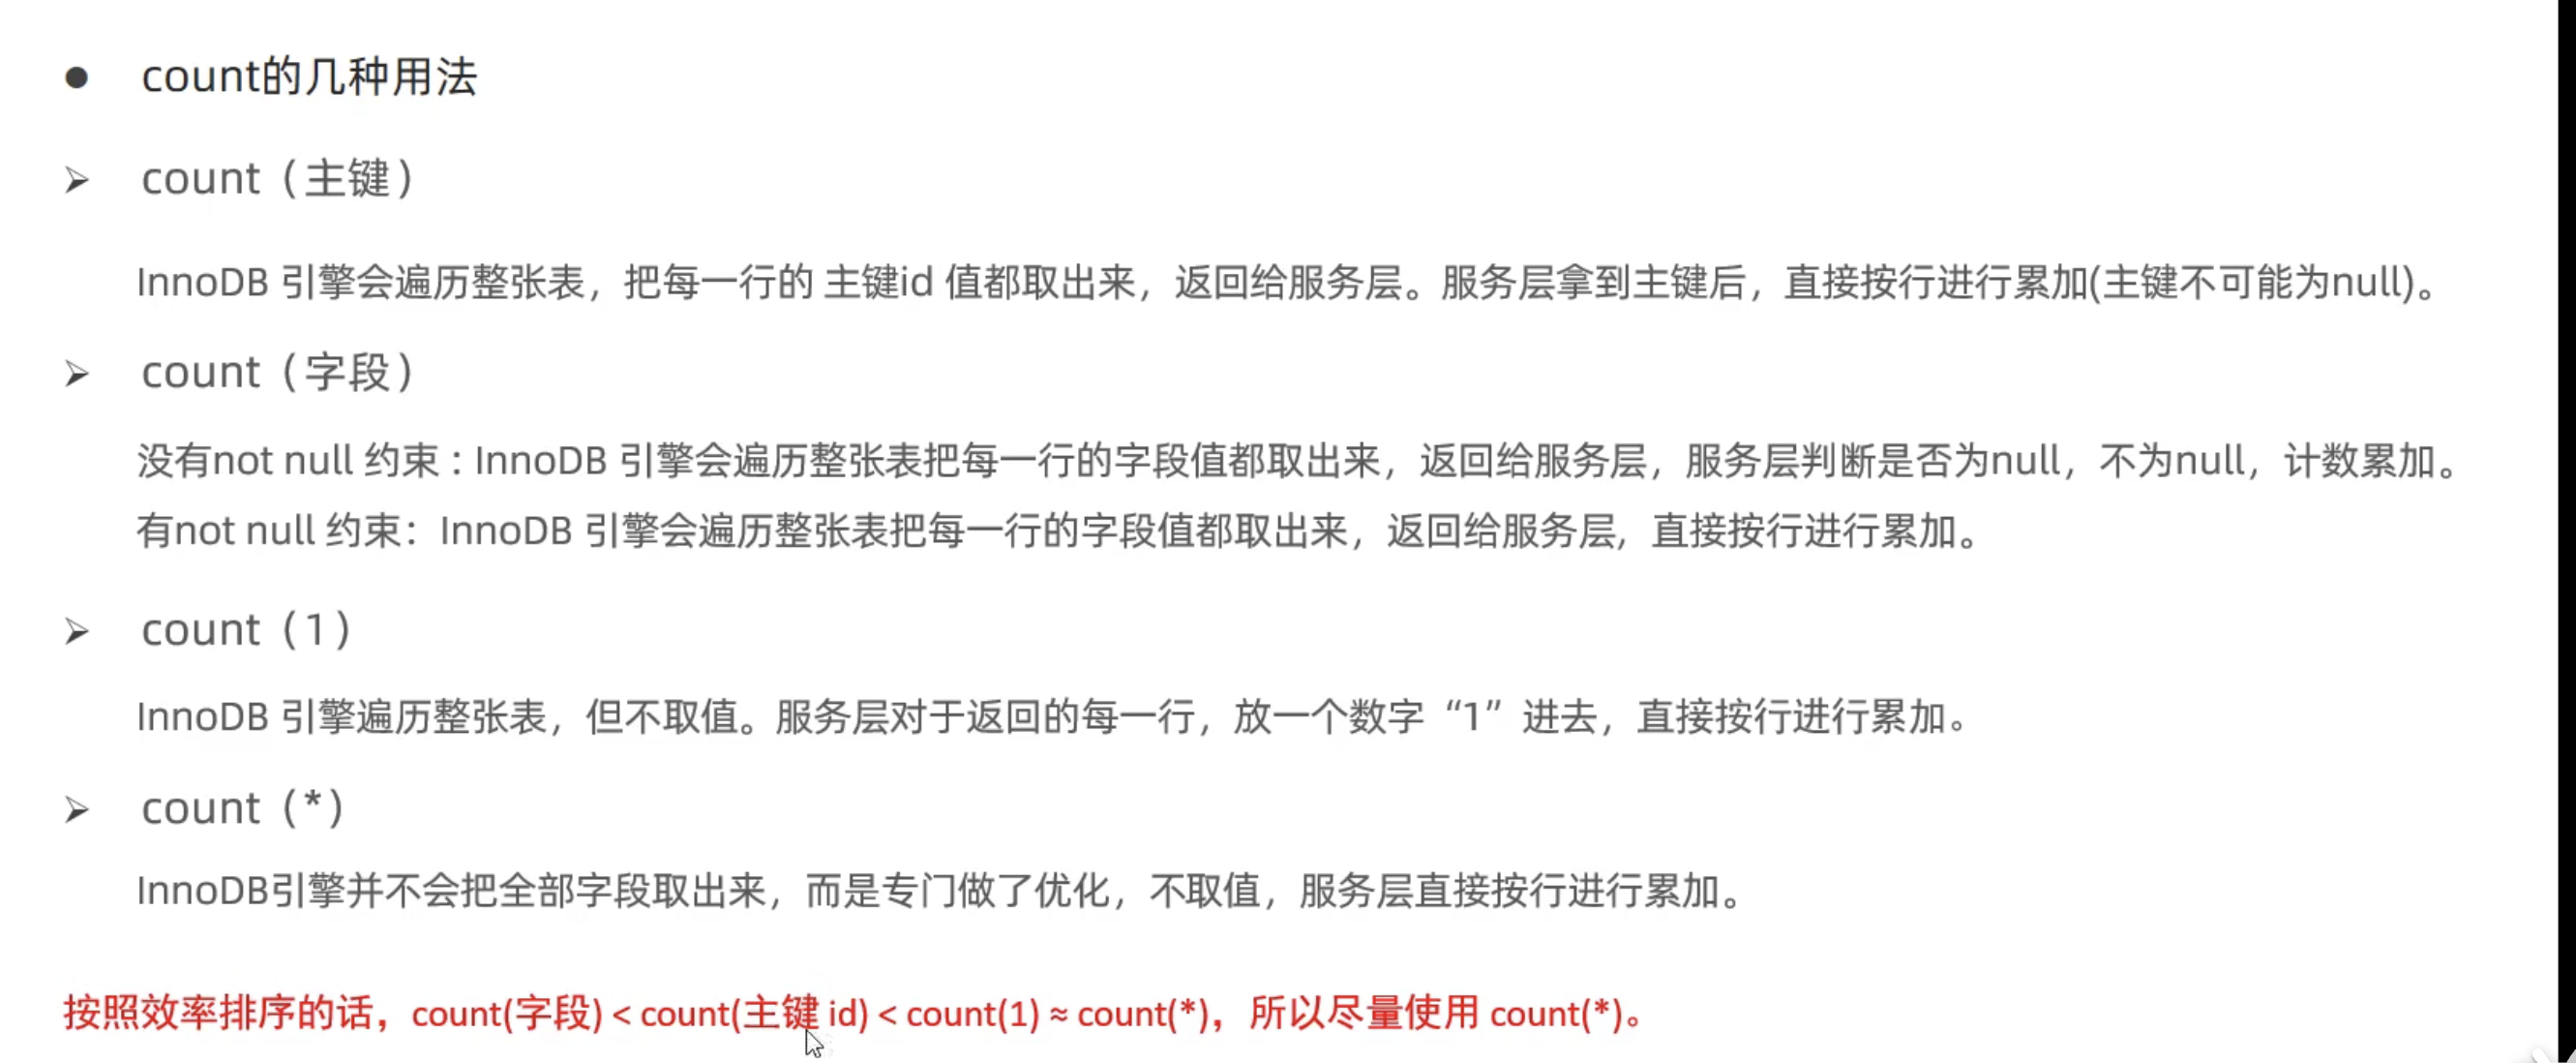 count的几种用法
count（主键）
InnoDB 引擎会遍历整张表，把每一行的 主键id 值都取出来，返回给服务层。服务层拿到主键后，直接按行进行累加(主键不可能为null)。
count（字段）
没有not null 约束 : InnoDB 引擎会遍历整张表把每一行的字段值都取出来，返回给服务层，服务层判断是否为null，不为null，计数累加。
有not null 约束：InnoDB 引擎会遍历整张表把每一行的字段值都取出来，返回给服务层，直接按行进行累加。
count（1）
InnoDB 引擎遍历整张表，但不取值。服务层对于返回的每一行，放一个数字“1”进去，直接按行进行累加。
count（*）
InnoDB引擎并不会把全部字段取出来，而是专门做了优化，不取值，服务层直接按行进行累加。
按照效率排序的话，count(字段) < count(主键 id) < count(1) ≈ count(*)，所以尽量使用 count(*)。